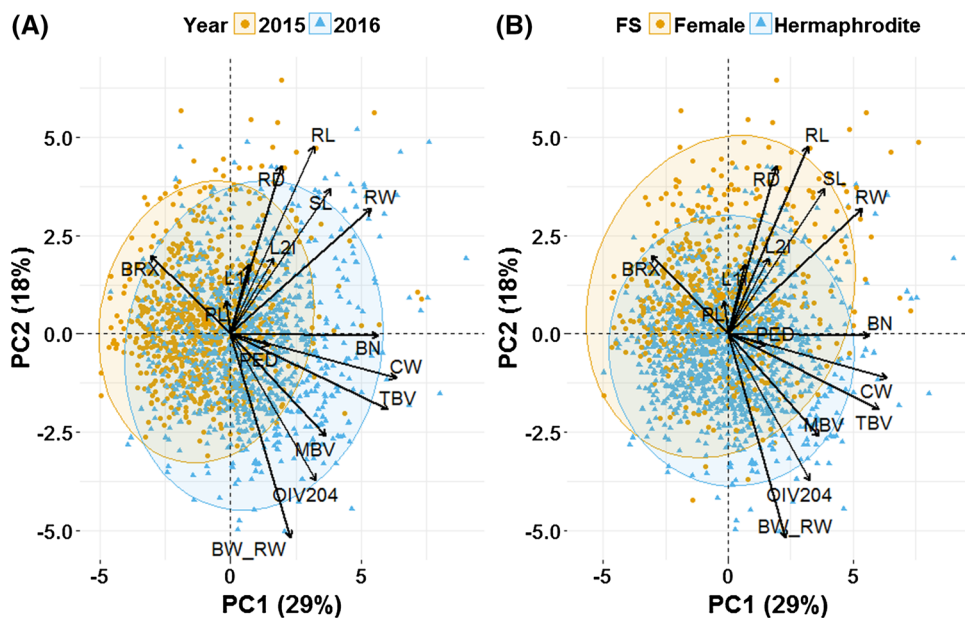 (A)
Year 2015 2016
PC2 (18%)
5.0
2.5
0.0
-2.5
-5.0
RL
RD
SL
RW
L2I
BRX
L1
PL
BN
PED
CW
TBV
MBV
OIV204
BW_RW
-5
0
5
PC1 (29%)
(B)
FS Female Hermaphrodite
PC2 (18%)
5.0
2.5
0.0
-2.5
-5.0
RL
RD
SL
RW
L2I
BRX
L1
PL
BN
PED
CW
TBV
MBV
OIV204
BW_RW
-5
0
5
PC1 (29%)